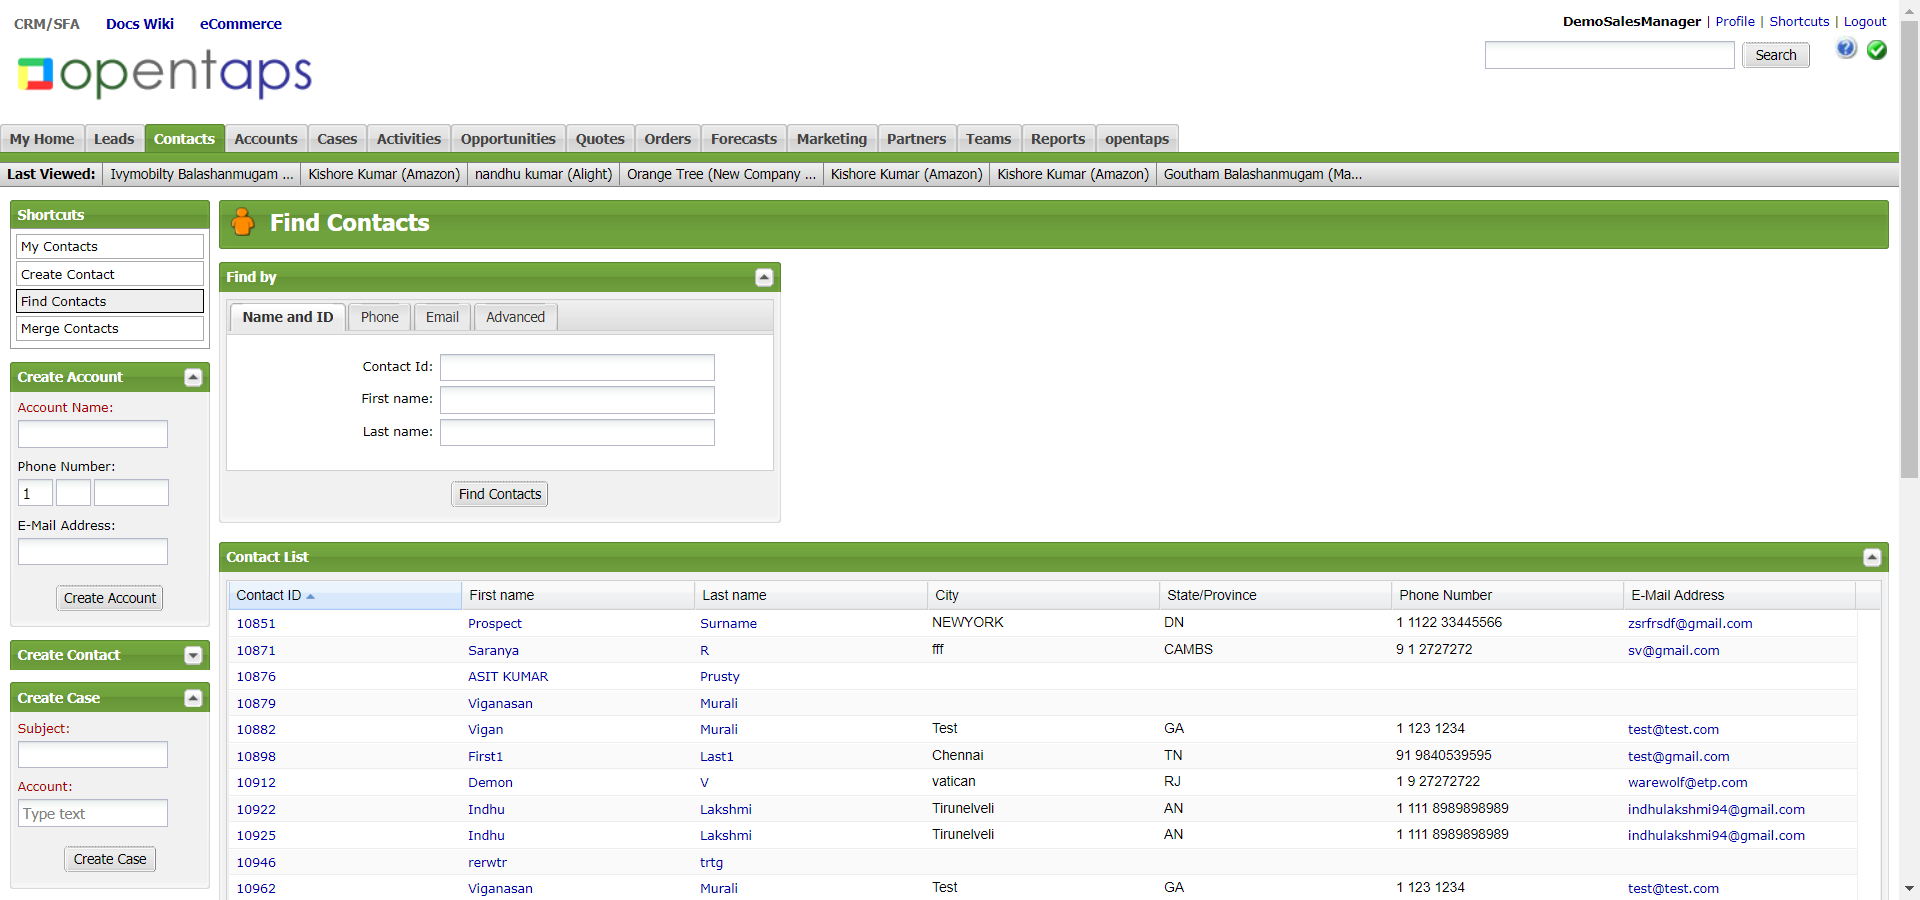 CRM/SFA Docs Wiki eCommerce
DemoSalesManager | Profile | Shortcuts | Logout
Search
opentaps
My Home Leads Contacts Accounts Cases Activities Opportunities Quotes Orders Forecasts Marketing Partners Teams Reports opentaps
Last Viewed: Ivymobilty Balashanmugam ... Kishore Kumar (Amazon) nandhu kumar (Alight) Orange Tree (New Company ... Kishore Kumar (Amazon) Kishore Kumar (Amazon) Goutham Balashanmugam (Ma...
Shortcuts
My Contacts
Create Contact
Find Contacts
Merge Contacts
Create Account
Account Name:
Phone Number:
1
E-Mail Address:
Create Account
Create Contact
Create Case
Subject:
Account:
Type text
Create Case
Find Contacts
Find by
Name and ID Phone Email Advanced
Contact Id:
First name:
Last name:
Find Contacts
Contact List
Contact ID First name Last name City State/Province Phone Number E-Mail Address
10851 Prospect Surname NEWYORK DN 1 1122 33445566 zsrfrsdf@gmail.com
10871 Saranya R fff CAMBS 9 1 2727272 sv@gmail.com
10876 ASIT KUMAR Prusty
10879 Viganasan Murali
10882 Vigan Murali Test GA 1 123 1234 test@test.com
10898 First1 Last1 Chennai TN 91 9840539595 test@gmail.com
10912 Demon V vatican RJ 1 9 27272722 warewolf@etp.com
10922 Indhu Lakshmi Tirunelveli AN 1 111 8989898989 indhulakshmi94@gmail.com
10925 Indhu Lakshmi Tirunelveli AN 1 111 8989898989 indhulakshmi94@gmail.com
10946 rerwtr trtg
10962 Viganasan Murali Test GA 1 123 1234 test@test.com